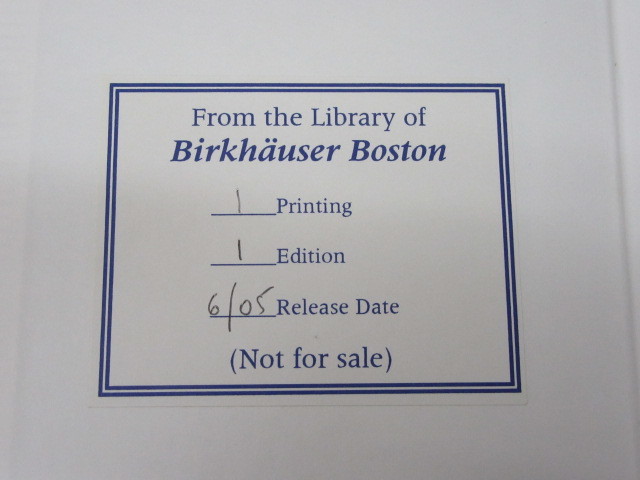 From the Library of
Birkhäuser Boston
1 Printing
1 Edition
6/05 Release Date
(Not for sale)